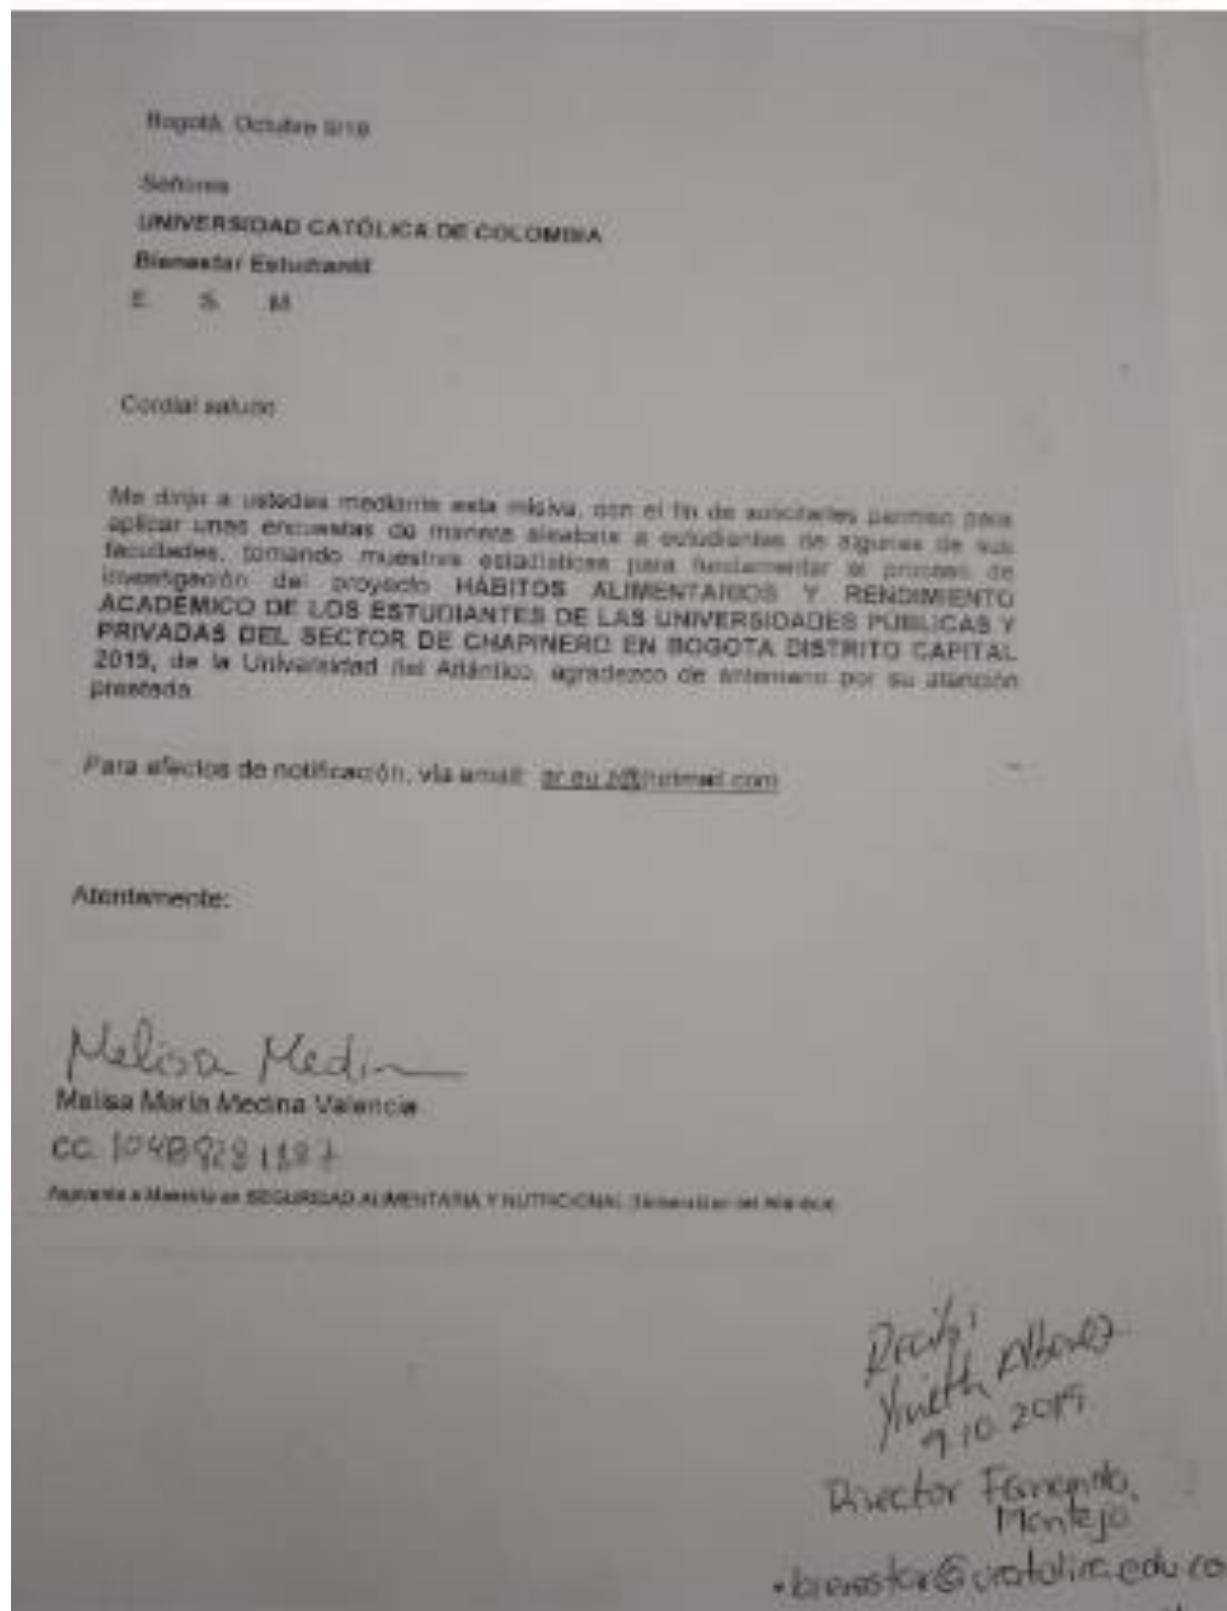 Bogotá, Octubre
Señores
UNIVERSIDAD CATÓLICA DE COLOMBIA
Bienestar Estudiantil
E. S. M
Cordial saludo
Me dirijo a ustedes mediante esta misiva, con el fin de solicitarles permiso para
aplicar unas encuestas de manera aleatoria a estudiantes de algunas de sus
facultades, tomando muestras estadísticas para fundamentar el proceso de
investigación del proyecto HÁBITOS ALIMENTARIOS Y RENDIMIENTO
ACADÉMICO DE LOS ESTUDIANTES DE LAS UNIVERSIDADES PÚBLICAS Y
PRIVADAS DEL SECTOR DE CHAPINERO EN BOGOTA DISTRITO CAPITAL
2019, de la Universidad del Atlántico, agradezco de antemano por su atención
prestada
Para efectos de notificación, vía email:
Atentamente:
Melisa Medina
Melisa María Medina Valencia
CC.
Aspirante a Maestría en SEGURIDAD ALIMENTARIA Y NUTRICIONAL Universidad del Atlántico
Recibí
Yineth
9.10.2019
Director Fernando
Montejo